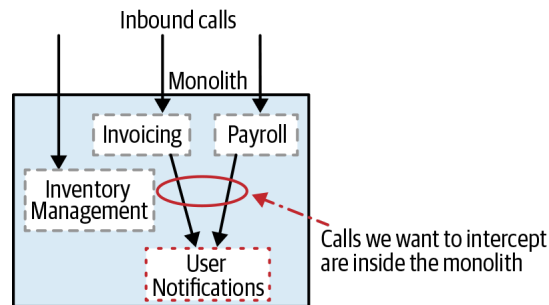 Inbound calls
Monolith
Invoicing
Payroll
Inventory
Management
Calls we want to intercept
are inside the monolith
User
Notifications